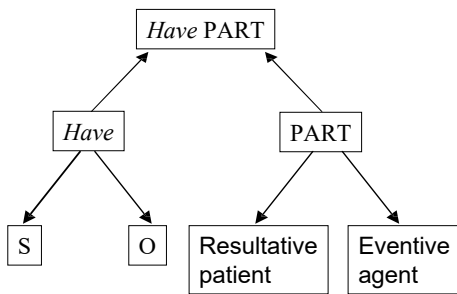 Have PART
Have
PART
S
O
Resultative
patient
Eventive
agent